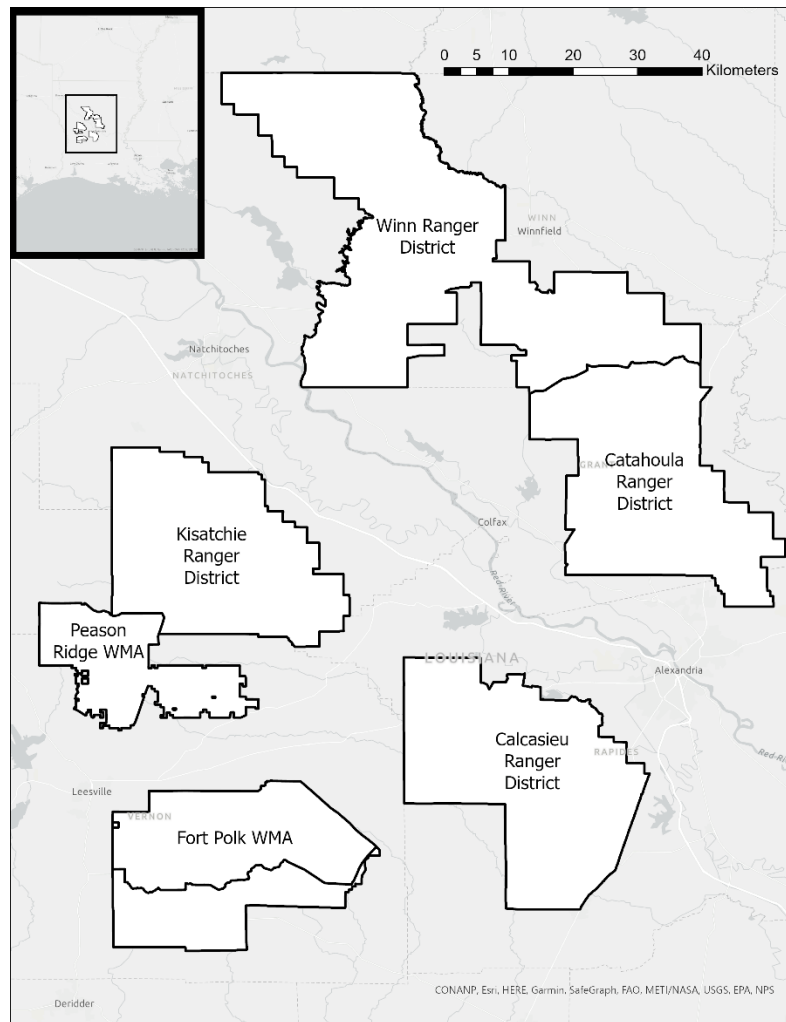 0 5 10 20 30 40
Kilometers
WINN
Winnfield
Winn Ranger
District
Natchitoches
NATCHITOCHES
GRANT
Catahoula
Ranger
District
Colfax
Kisatchie
Ranger
District
Red River
Peason
Ridge WMA
LOUISIANA
Alexandria
Calcasieu
Ranger
District
RAPIDES
Leesville
VERNON
Fort Polk WMA
Deridder
CONANP, Esri, HERE, Garmin, SafeGraph, FAO, METI/NASA, USGS, EPA, NPS